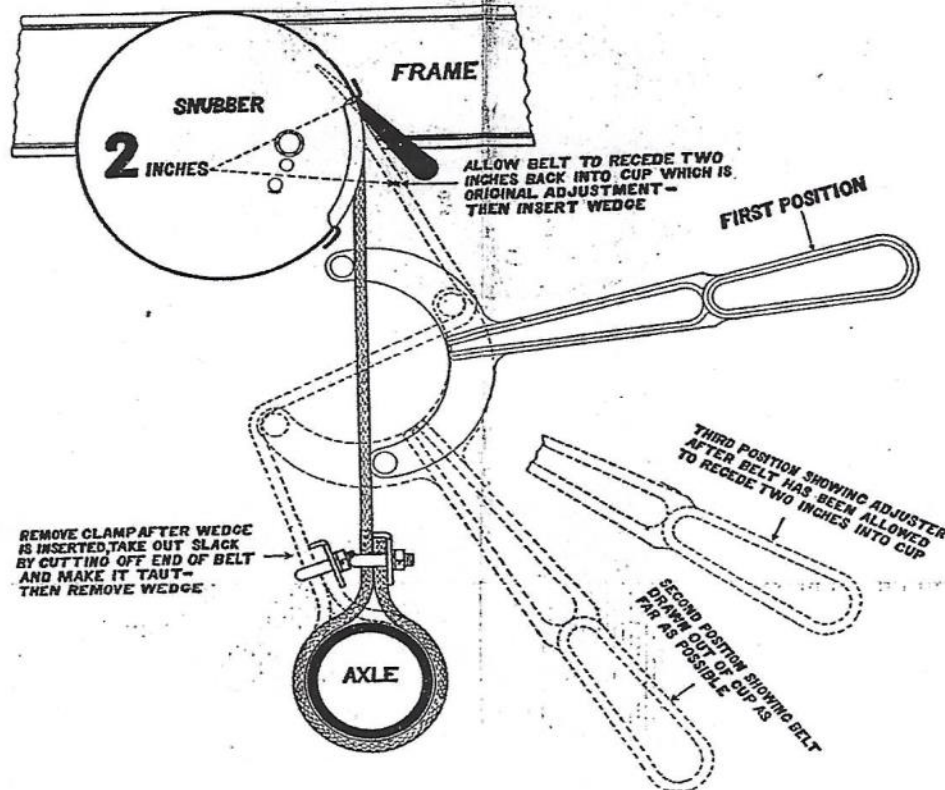 FRAME
SNUBBER
2 INCHES
ALLOW BELT TO RECEDE TWO
INCHES BACK INTO CUP WHICH IS
ORIGINAL ADJUSTMENT-
THEN INSERT WEDGE
FIRST POSITION
THIRD POSITION SHOWING ADJUSTER
AFTER BELT HAS BEEN ALLOWED
TO RECEDE TWO INCHES INTO CUP
REMOVE CLAMP AFTER WEDGE
IS INSERTED, TAKE OUT SLACK
BY CUTTING OFF END OF BELT
AND MAKE IT TAUT-
THEN REMOVE WEDGE
SECOND POSITION SHOWING BELT
DRAWN OUT OF CUP AS
FAR AS POSSIBLE
AXLE